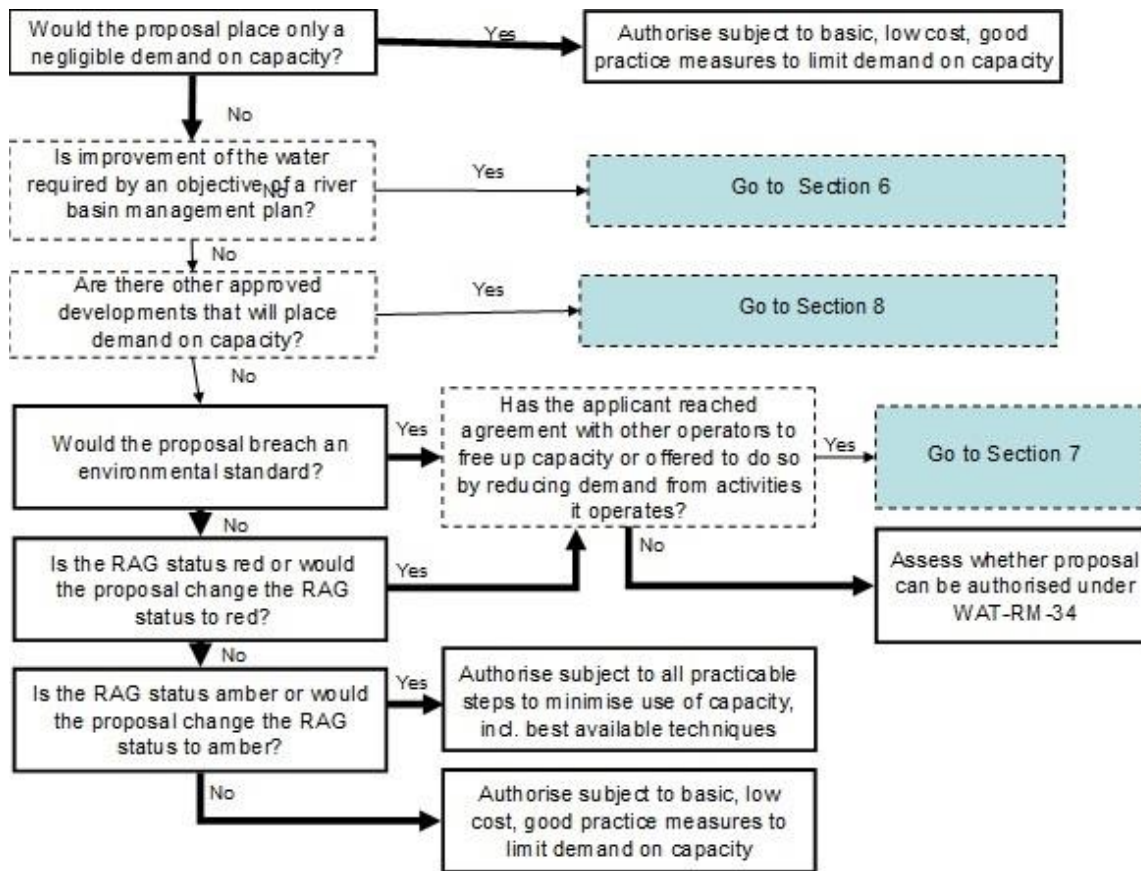 Would the proposal place only a
negligible demand on capacity?
Yes
Authorise subject to basic, low cost, good
practice measures to limit demand on capacity
No
Is improvement of the water
required by an objective of a river
basin management plan?
No
Yes
Go to Section 6
No
Are there other approved
developments that will place
demand on capacity?
Yes
Go to Section 8
No
Would the proposal breach an
environmental standard?
Yes
Has the applicant reached
agreement with other operators to
free up capacity or offered to do so
by reducing demand from activities
it operates?
Yes
Go to Section 7
No
Is the RAG status red or would
the proposal change the RAG
status to red?
Yes
No
Assess whether proposal
can be authorised under
WAT-RM-34
No
Is the RAG status amber or would
the proposal change the RAG
status to amber?
Yes
Authorise subject to all practicable
steps to minimise use of capacity,
incl. best available techniques
No
Authorise subject to basic, low
cost, good practice measures to
limit demand on capacity